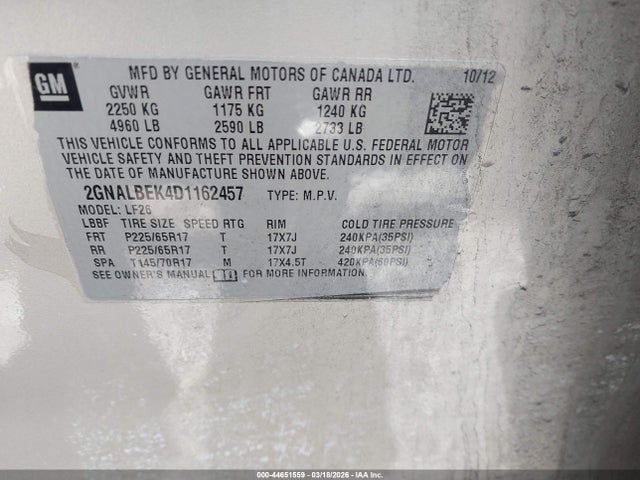 GM
MFD BY GENERAL MOTORS OF CANADA LTD. 10/12
GVWR GAWR FRT GAWR RR
2250 KG 1175 KG 1240 KG
4960 LB 2590 LB 2733 LB
THIS VEHICLE CONFORMS TO ALL APPLICABLE U.S. FEDERAL MOTOR
VEHICLE SAFETY AND THEFT PREVENTION STANDARDS IN EFFECT ON
THE DATE OF MANUFACTURE SHOWN ABOVE.
2GNALBEK4D1162457 TYPE: M.P.V.
MODEL: LF26
LBBF TIRE SIZE SPEED RTG RIM COLD TIRE PRESSURE
FRT P225/65R17 T 17X7J 240KPA(35PSI)
RR P225/65R17 T 17X7J 240KPA(35PSI)
SPA T145/70R17 M 17X4.5T 420KPA(60PSI)
SEE OWNER'S MANUAL FOR MORE INFORMATION
000-44651559 | 03/18/2026 - IAA, Inc.